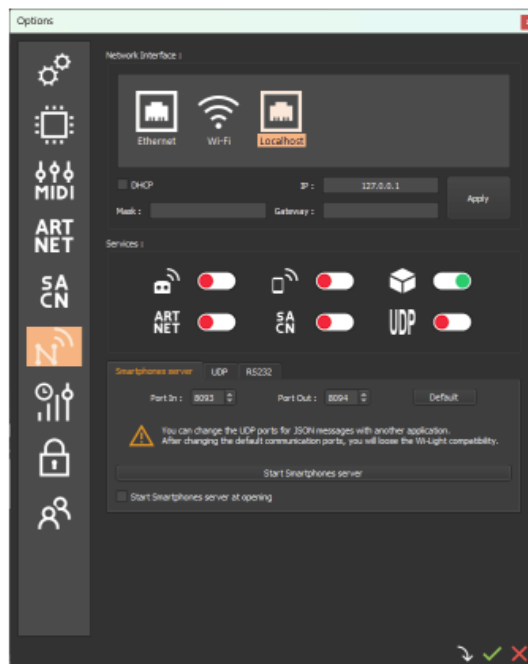 Options
Network Interface :
Ethernet
Wi-Fi
Localhost
DHCP
IP :
127.0.0.1
Apply
Mask :
Gateway :
Services :
ART
NET
SA
CN
UDP
MIDI
ART
NET
SA
CN
N
Smartphones server
UDP
RS232
Port In :
8093
Port Out :
8094
Default
You can change the UDP ports for JSON messages with another application.
After changing the default communication ports, you will loose the Wi-Light compatibility.
Start Smartphones server
Start Smartphones server at opening